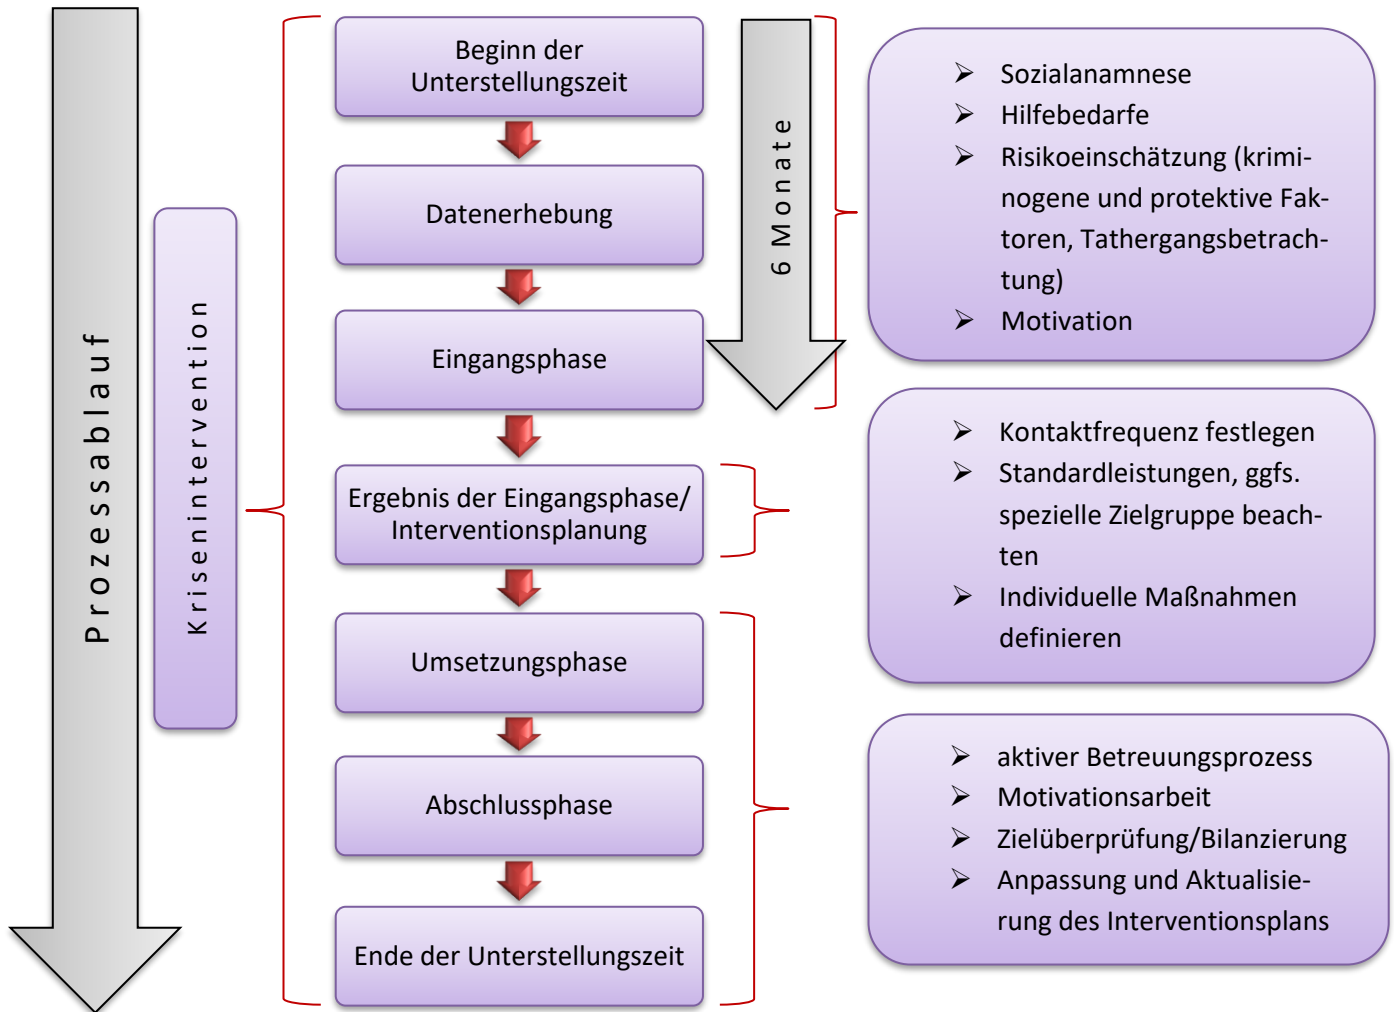 Prozessablauf
Krisenintervention
Beginn der
Unterstellungszeit
Datenerhebung
Eingangsphase
Ergebnis der Eingangsphase/
Interventionsplanung
Umsetzungsphase
Abschlussphase
Ende der Unterstellungszeit
6 Monate
➢ Sozialanamnese
➢ Hilfebedarfe
➢ Risikoeinschätzung (krimi-
nogene und protektive Fak-
toren, Tathergangsbetrach-
tung)
➢ Motivation
➢ Kontaktfrequenz festlegen
➢ Standardleistungen, ggfs.
spezielle Zielgruppe beach-
ten
➢ Individuelle Maßnahmen
definieren
➢ aktiver Betreuungsprozess
➢ Motivationsarbeit
➢ Zielüberprüfung/Bilanzierung
➢ Anpassung und Aktualisie-
rung des Interventionsplans